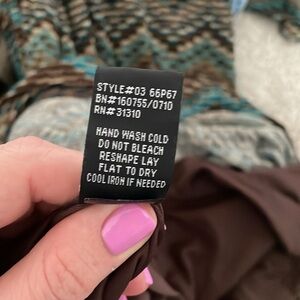 STYLE#03 66P67
BN#160755/071D
RN#31310
HAND WASH COLD
DO NOT BLEACH
RESHAPE LAY
FLAT TO DRY
COOL IRON IF NEEDED